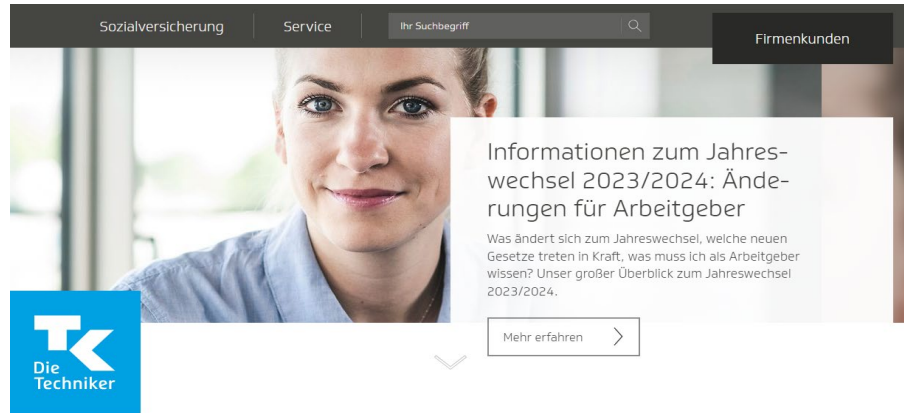 Sozialversicherung
Service
Ihr Suchbegriff
Firmenkunden
Informationen zum Jahres-
wechsel 2023/2024: Ände-
rungen für Arbeitgeber
Was ändert sich zum Jahreswechsel, welche neuen
Gesetze treten in Kraft, was muss ich als Arbeitgeber
wissen? Unser großer Überblick zum Jahreswechsel
2023/2024.
Mehr erfahren
TK
Die
Techniker